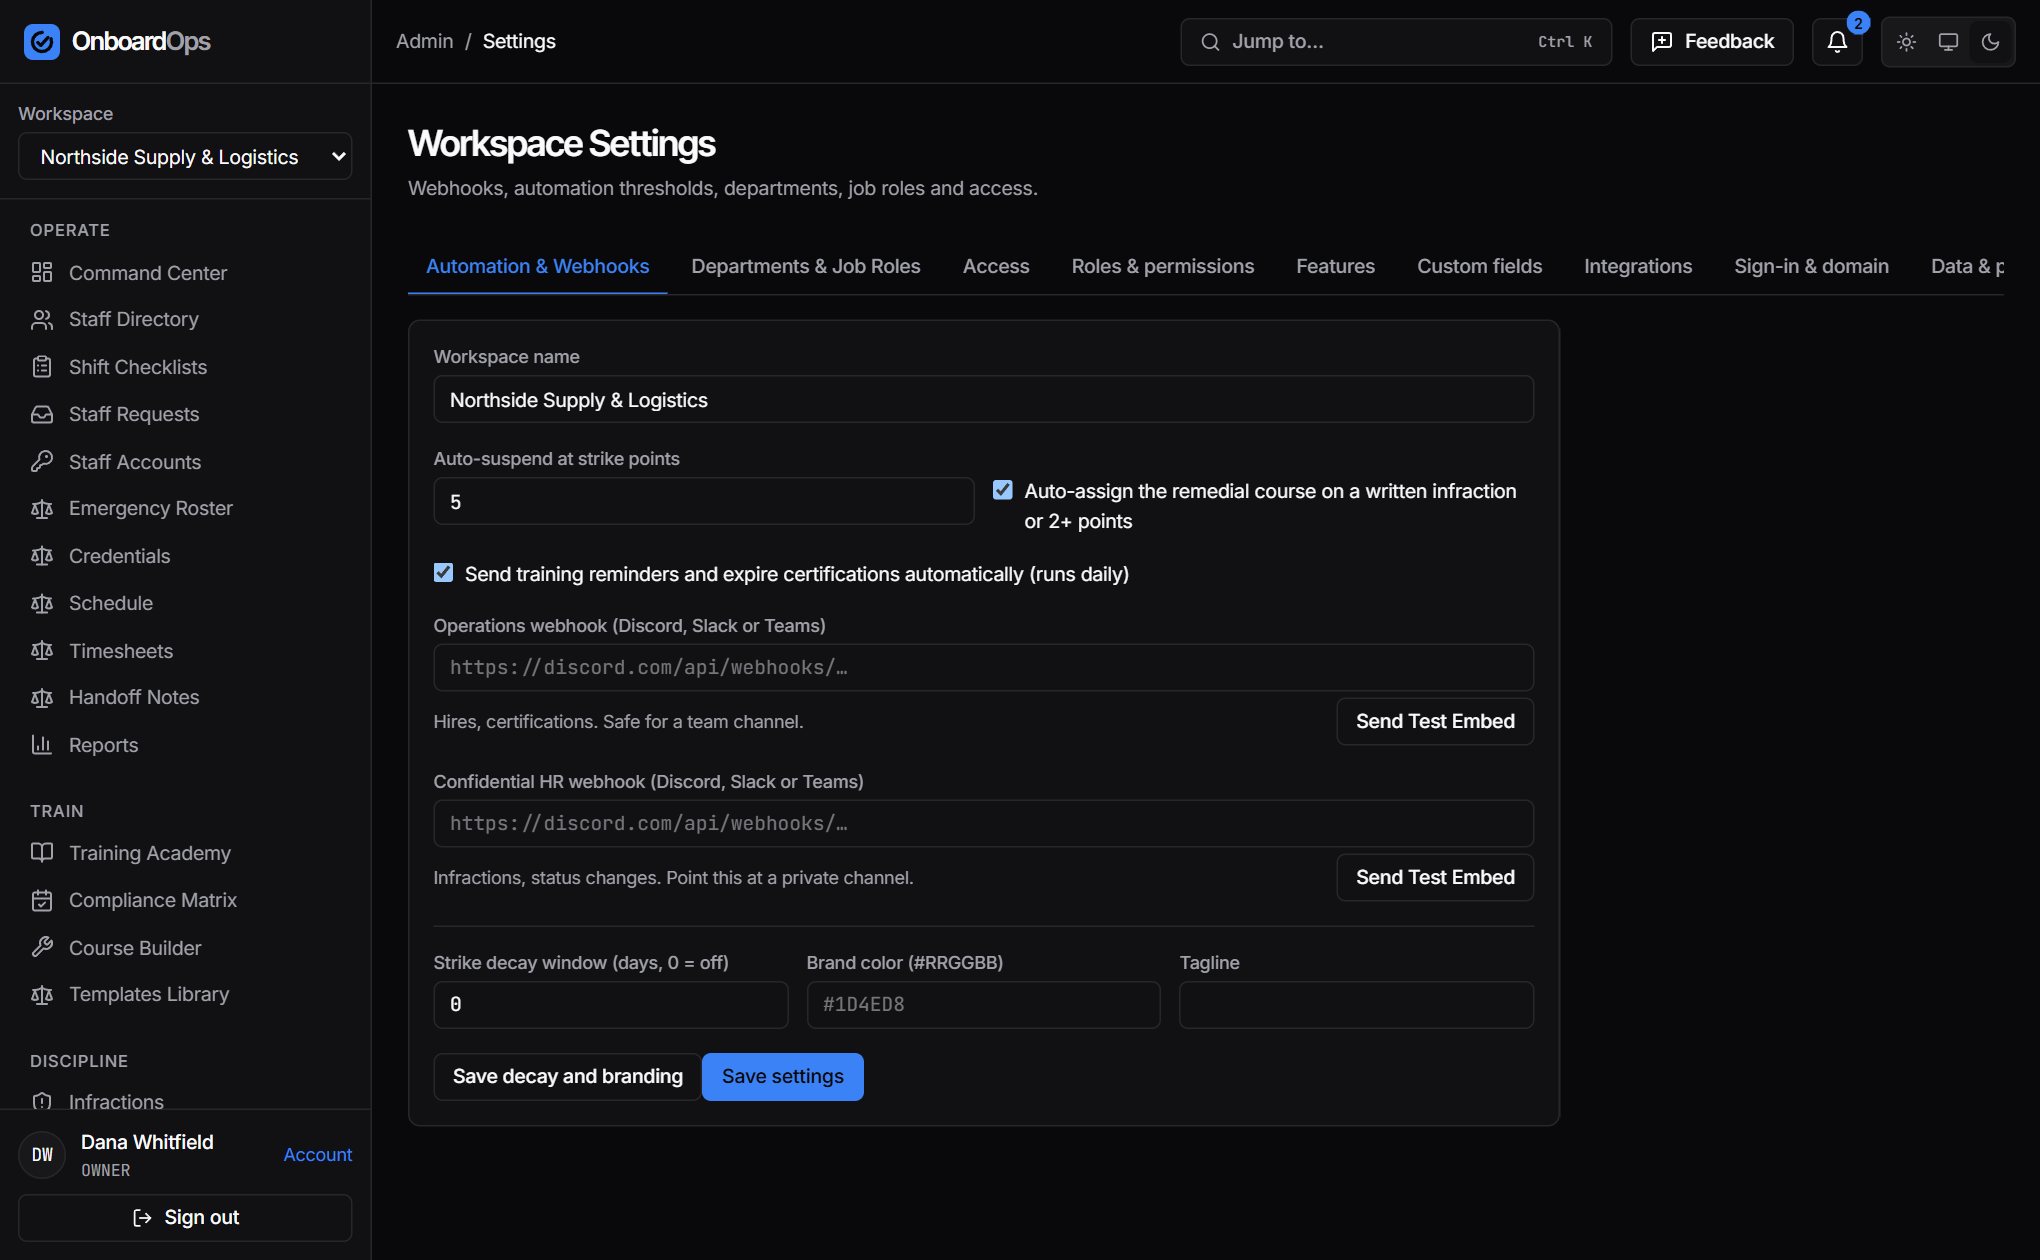 OnboardOps
Admin / Settings
Jump to...
Ctrl K
Feedback
2
Workspace
Northside Supply & Logistics
OPERATE
Command Center
Staff Directory
Shift Checklists
Staff Requests
Staff Accounts
Emergency Roster
Credentials
Schedule
Timesheets
Handoff Notes
Reports
TRAIN
Training Academy
Compliance Matrix
Course Builder
Templates Library
DISCIPLINE
Infractions
DW
Dana Whitfield
OWNER
Account
Sign out
Workspace Settings
Webhooks, automation thresholds, departments, job roles and access.
Automation & Webhooks
Departments & Job Roles
Access
Roles & permissions
Features
Custom fields
Integrations
Sign-in & domain
Data & p
Workspace name
Northside Supply & Logistics
Auto-suspend at strike points
5
Auto-assign the remedial course on a written infraction
or 2+ points
Send training reminders and expire certifications automatically (runs daily)
Operations webhook (Discord, Slack or Teams)
https://discord.com/api/webhooks/…
Hires, certifications. Safe for a team channel.
Send Test Embed
Confidential HR webhook (Discord, Slack or Teams)
https://discord.com/api/webhooks/…
Infractions, status changes. Point this at a private channel.
Send Test Embed
Strike decay window (days, 0 = off)
0
Brand color (#RRGGBB)
#1D4ED8
Tagline
Save decay and branding
Save settings